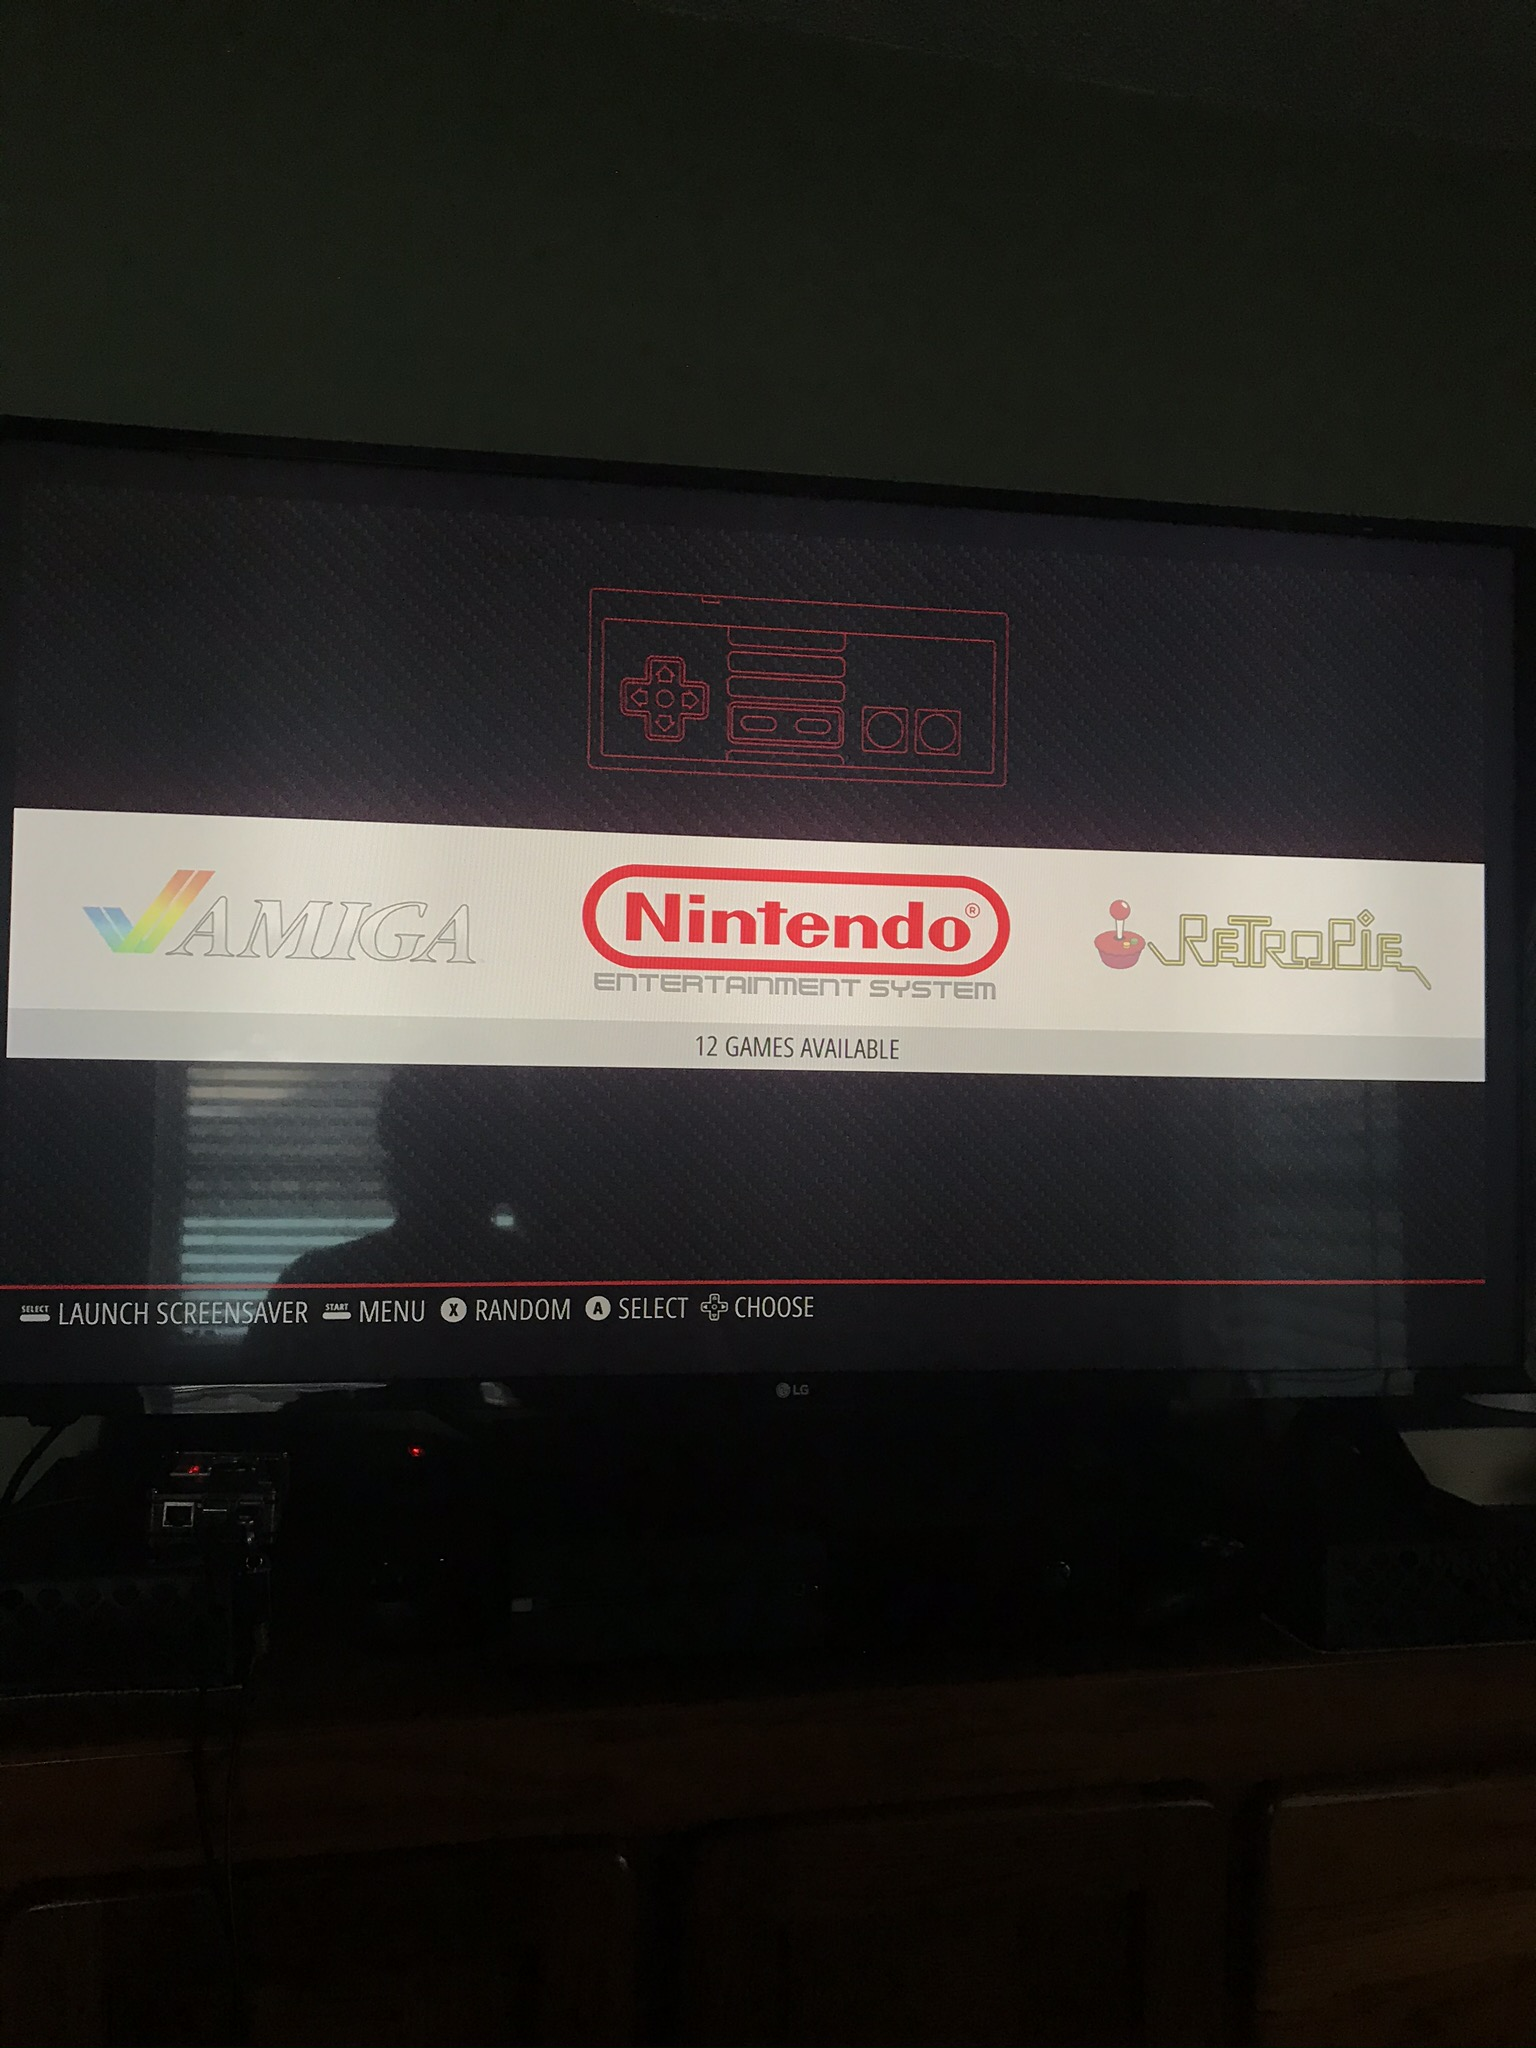 AMIGA
Nintendo®
ENTERTAINMENT SYSTEM
RETROPIE
12 GAMES AVAILABLE
SELECT LAUNCH SCREENSAVER START MENU X RANDOM A SELECT CHOOSE
LG